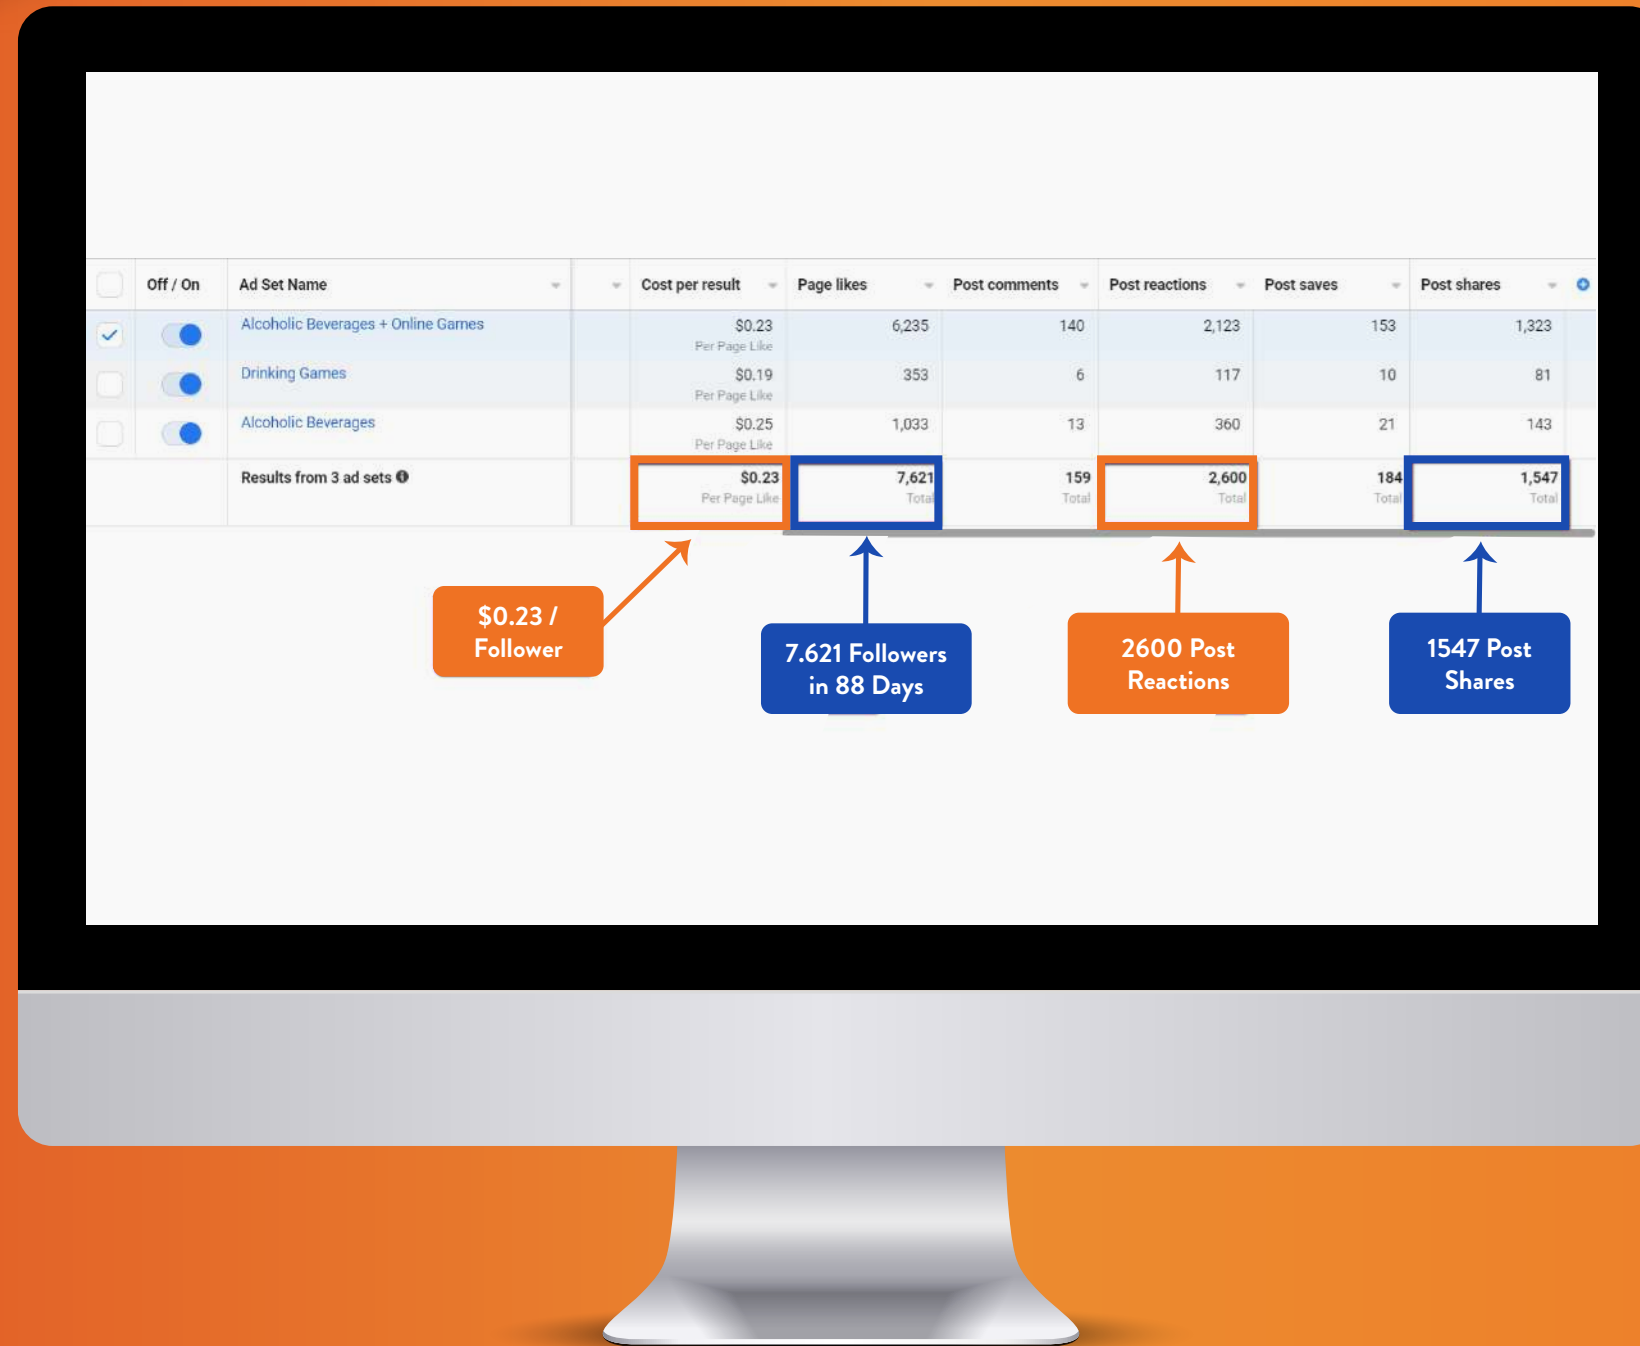 Off / On Ad Set Name Cost per result Page likes Post comments Post reactions Post saves Post shares
Alcoholic Beverages + Online Games $0.23 6,235 140 2,123 153 1,323
Per Page Like
Drinking Games $0.19 353 6 117 10 81
Per Page Like
Alcoholic Beverages $0.25 1,033 13 360 21 143
Per Page Like
Results from 3 ad sets $0.23 7,621 159 2,600 184 1,547
Per Page Like Total Total Total Total Total
$0.23 /
Follower
7.621 Followers
in 88 Days
2600 Post
Reactions
1547 Post
Shares